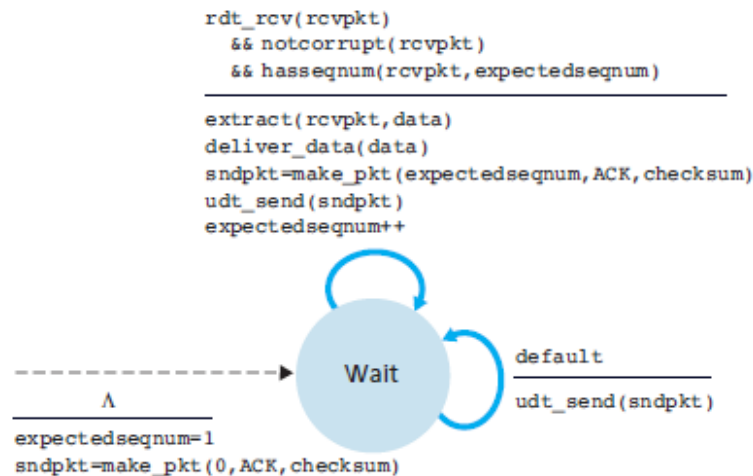 rdt_rcv(rcvpkt)
&& notcorrupt(rcvpkt)
&& hasseqnum(rcvpkt,expectedseqnum)
extract(rcvpkt,data)
deliver_data(data)
sndpkt=make_pkt(expectedseqnum,ACK,checksum)
udt_send(sndpkt)
expectedseqnum++
Wait
default
udt_send(sndpkt)
Λ
expectedseqnum=1
sndpkt=make_pkt(0,ACK,checksum)